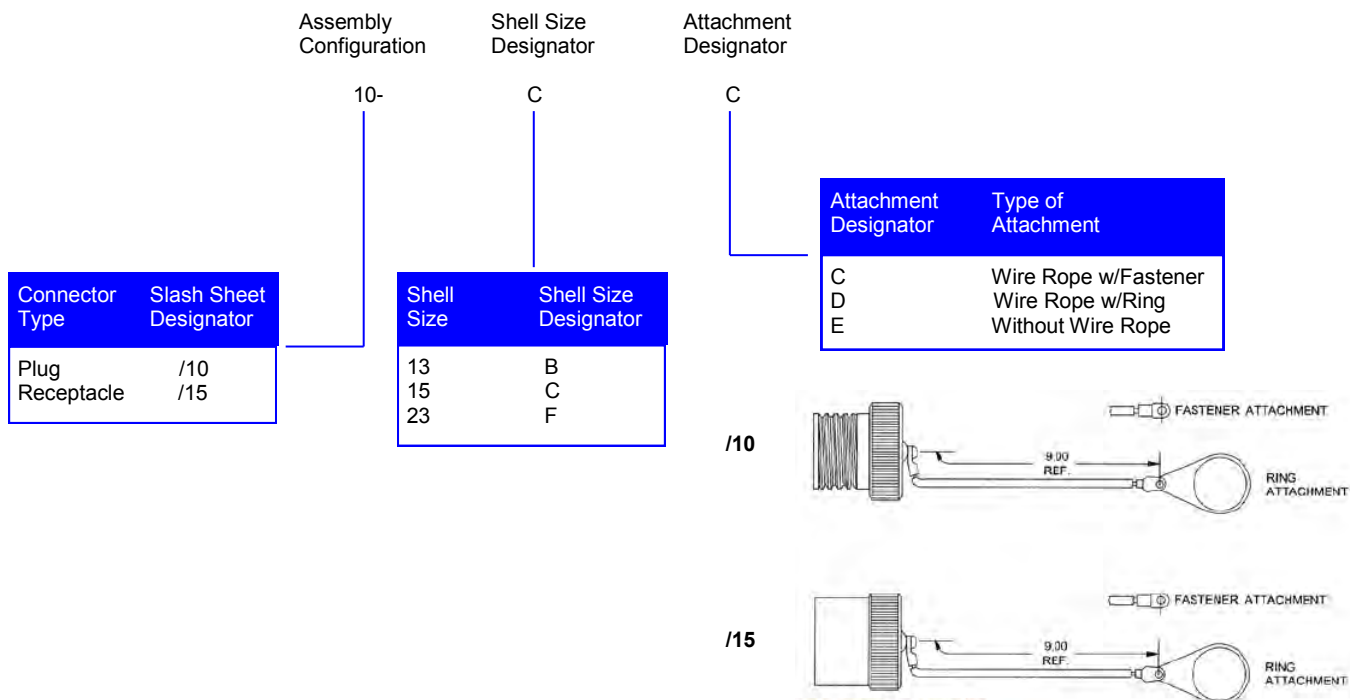 Assembly Configuration
Shell Size Designator
Attachment Designator
10-
C
C
Attachment Designator
Type of Attachment
C Wire Rope w/Fastener
D Wire Rope w/Ring
E Without Wire Rope
Connector Type
Slash Sheet Designator
Plug /10
Receptacle /15
Shell Size
Shell Size Designator
13 B
15 C
23 F
/10
FASTENER ATTACHMENT
9.00
REF.
RING
ATTACHMENT
/15
FASTENER ATTACHMENT
9.00
REF.
RING
ATTACHMENT